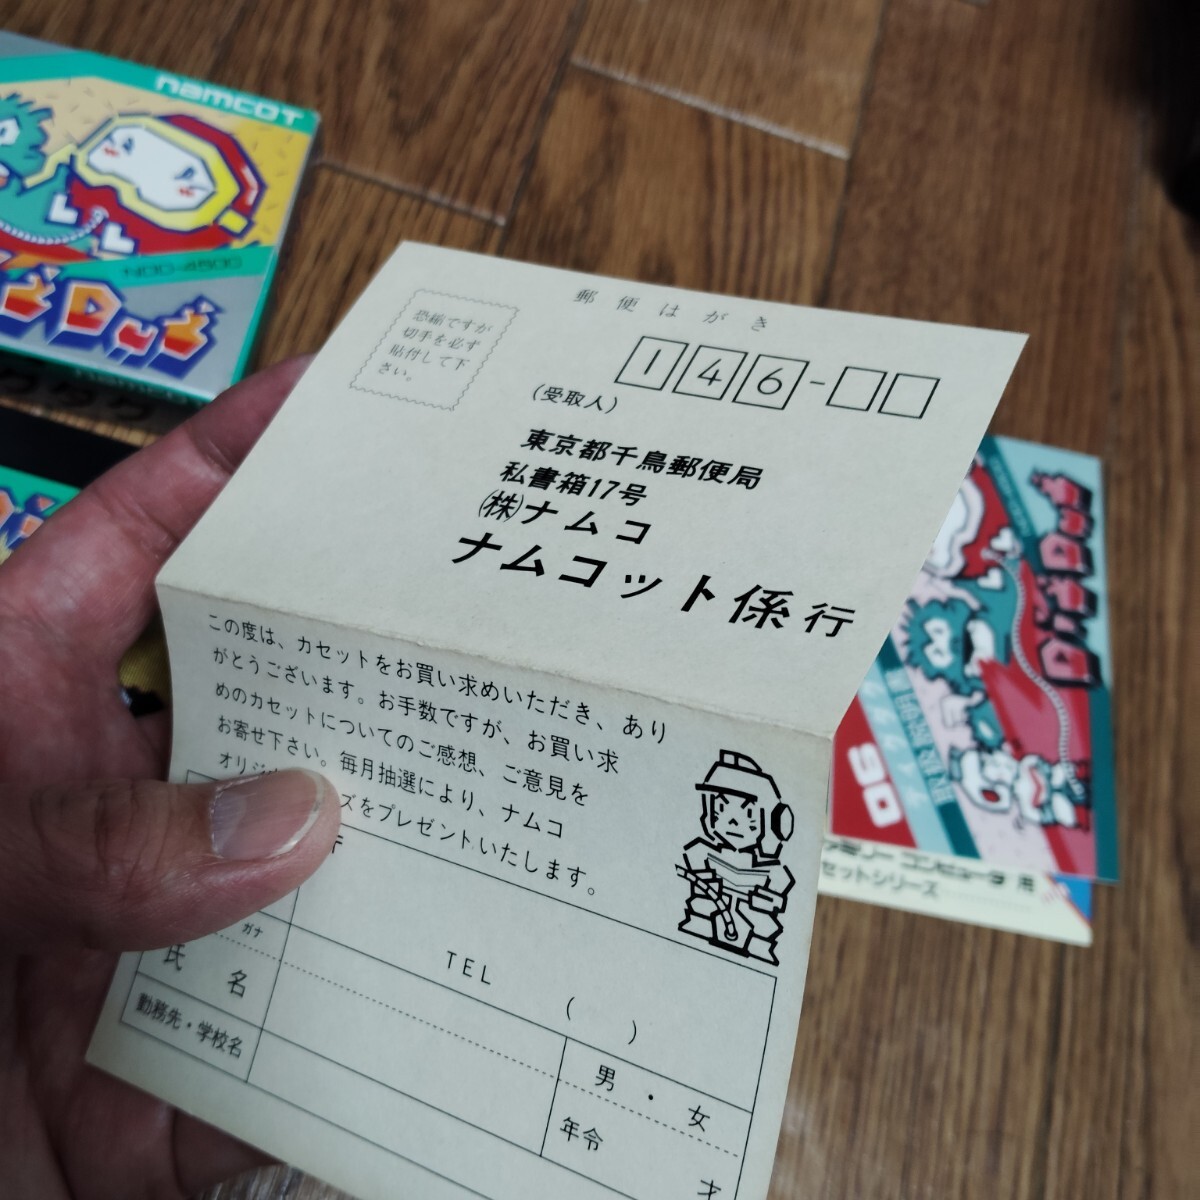 namcoT
NDD-4500
郵便はがき
恐縮ですが
切手を必ず
貼付して下
さい。
146-
(受取人)
東京都千鳥郵便局
私書箱17号
(株)ナムコ
ナムコット係 行
この度は、カセットをお買い求めいただき、あり
がとうございます。お手数ですが、お買い求
めのカセットについてのご感想、ご意見を
お寄せ下さい。毎月抽選により、ナムコ
オリジ
ズをプレゼントいたします。
TEL ( )
ガナ
氏 名
男・女
勤務先・学校名
年令
才
セットシリーズ